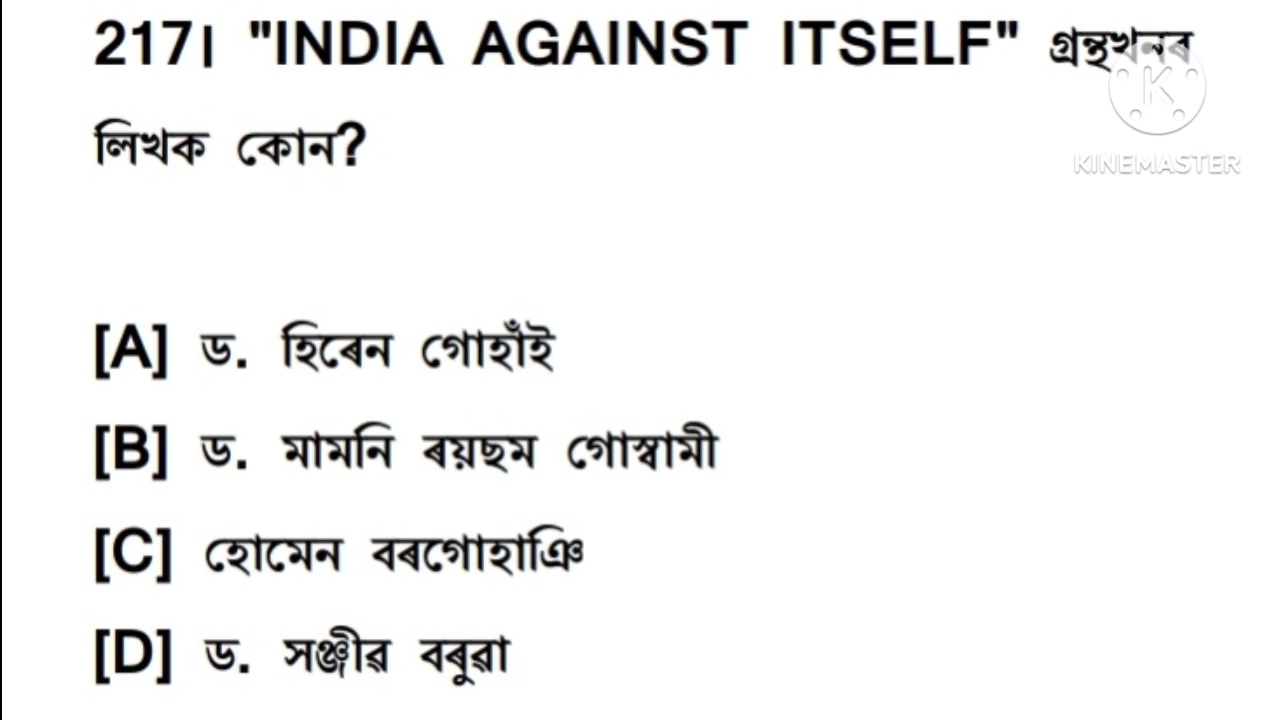 217। "INDIA AGAINST ITSELF" গ্ৰন্থখনৰ
লিখক কোন?
K
KINEMASTER
[A] ড. হিৰেন গোহাঁই
[B] ড. মামনি ৰয়ছম গোস্বামী
[C] হোমেন বৰগোহাঞি
[D] ড. সঞ্জীৱ বৰুৱা